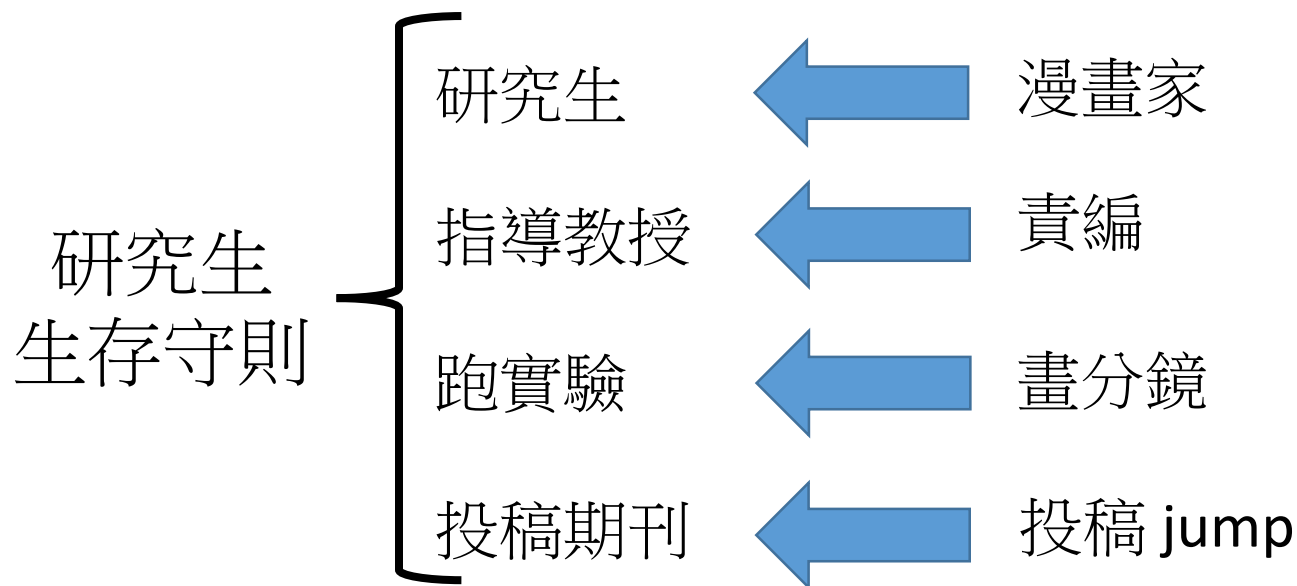 研究生
生存守則
研究生
漫畫家
指導教授
責編
跑實驗
畫分鏡
投稿期刊
投稿 jump